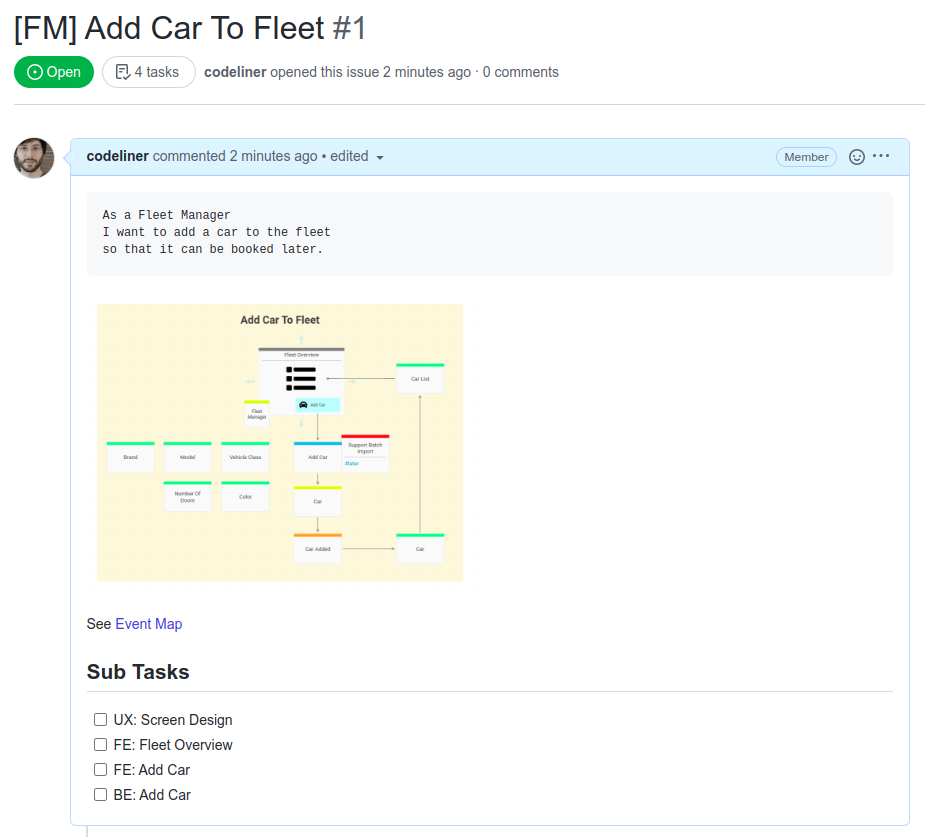 [FM] Add Car To Fleet #1
Open
4 tasks
codeliner opened this issue 2 minutes ago · 0 comments
codeliner commented 2 minutes ago • edited
Member
As a Fleet Manager
I want to add a car to the fleet
so that it can be booked later.
Add Car To Fleet
Fleet Overview
Car List
Add Car
Fleet
Manager
Support Batch
Import
#later
Brand
Model
Vehicle Class
Add Car
Number Of
Doors
Color
Car
Car Added
Car
See Event Map
Sub Tasks
UX: Screen Design
FE: Fleet Overview
FE: Add Car
BE: Add Car